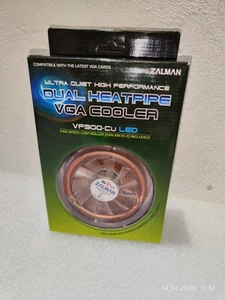 COMPATIBLE WITH THE LATEST VGA CARDS
ZALMAN
ULTRA QUIET HIGH PERFORMANCE
DUAL HEATPIPE
VGA COOLER
VF900-CU LED
FAN SPEED CONTROLLER (FAN MATE 2) INCLUDED
ZALMAN